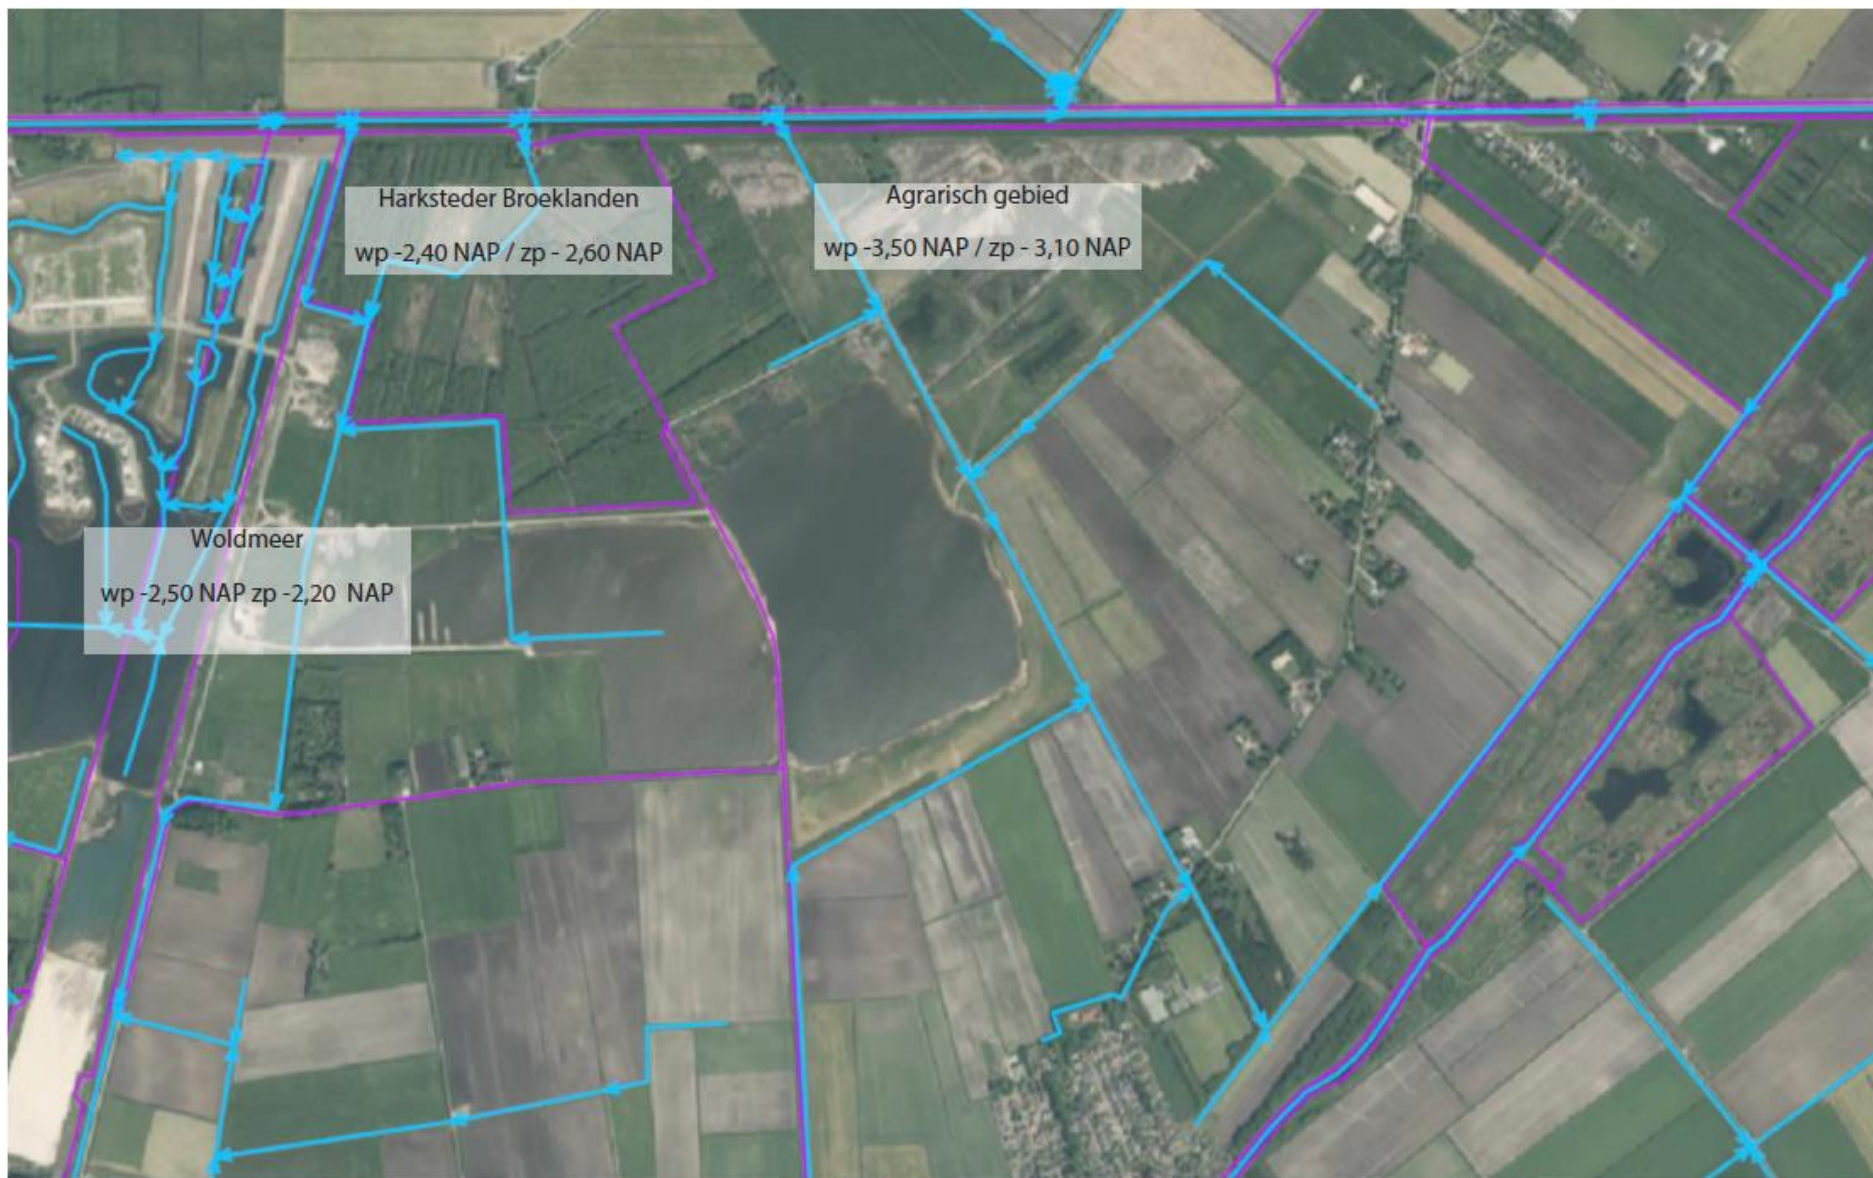 Harksteder Broeklanden
wp -2,40 NAP / zp - 2,60 NAP
Agrarisch gebied
wp -3,50 NAP / zp - 3,10 NAP
Woldmeer
wp -2,50 NAP zp -2,20 NAP